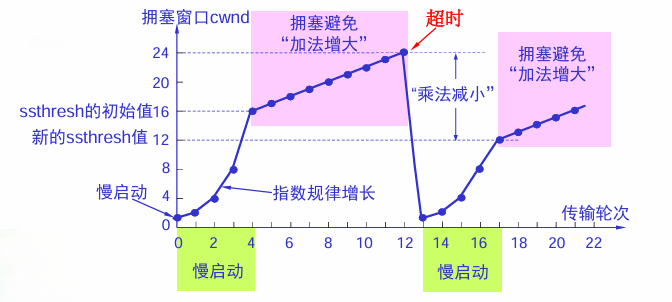 拥塞窗口cwnd
拥塞避免
“加法增大”
超时
拥塞避免
“加法增大”
24
20
ssthresh的初始值16
“乘法减小”
新的ssthresh值 12
8
慢启动
指数规律增长
4
传输轮次
0
0 2 4 6 8 10 12 14 16 18 20 22
慢启动
慢启动